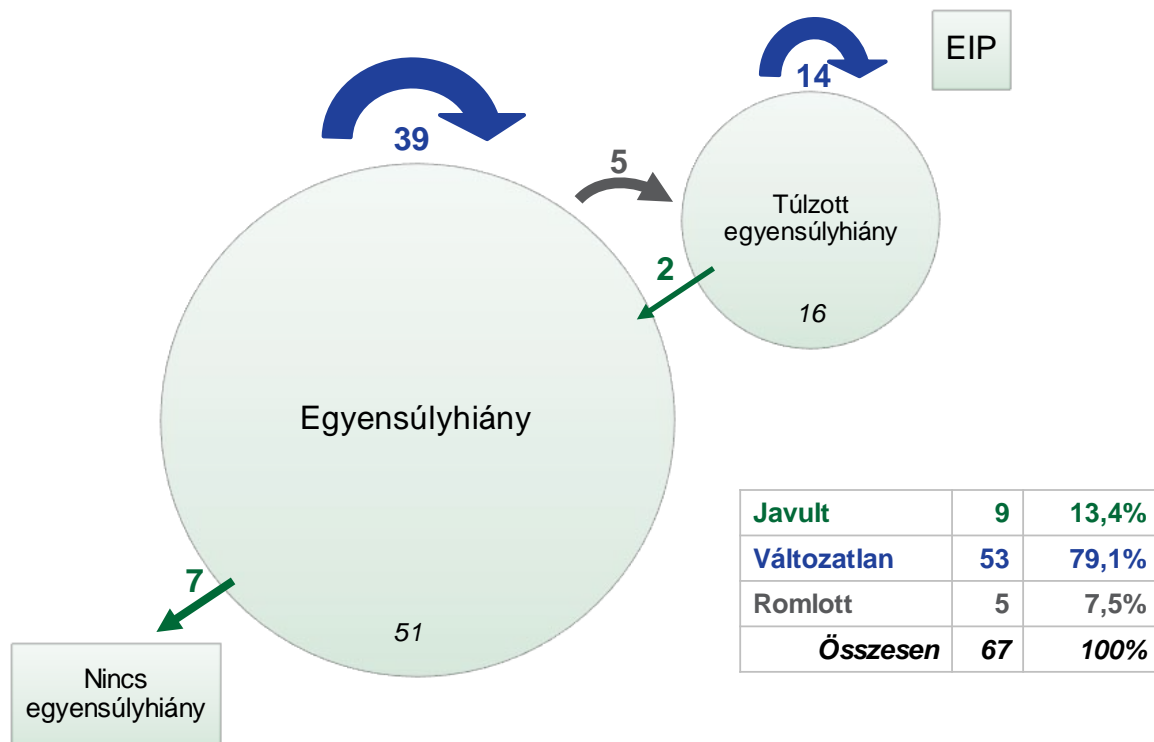 EIP
14
39
5
Túlzott
egyensúlyhiány
2
16
Egyensúlyhiány
7
51
Nincs
egyensúlyhiány
Javult 9 13,4%
Változatlan 53 79,1%
Romlott 5 7,5%
Összesen 67 100%